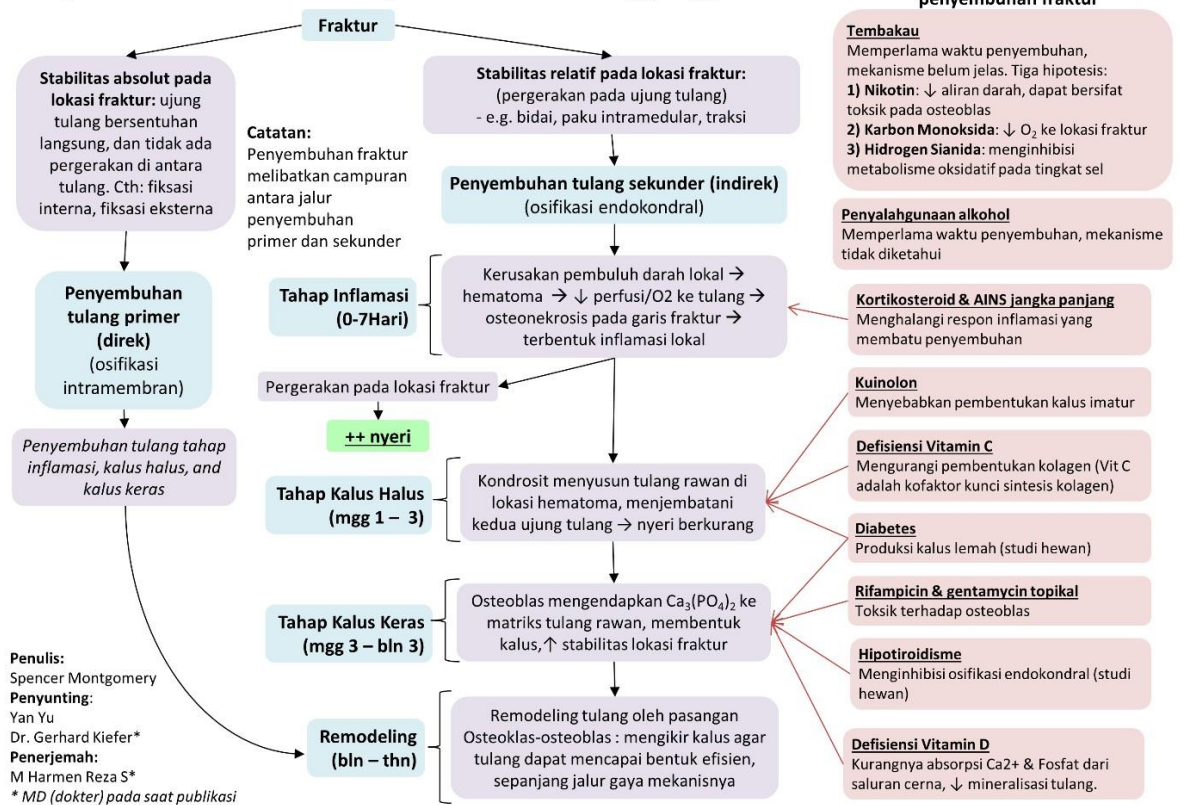 penyembuhan fraktur
Fraktur
Stabilitas absolut pada
lokasi fraktur: ujung
tulang bersentuhan
langsung, dan tidak ada
pergerakan di antara
tulang. Cth: fiksasi
interna, fiksasi eksterna
Stabilitas relatif pada lokasi fraktur:
(pergerakan pada ujung tulang)
- e.g. bidai, paku intramedular, traksi
Catatan:
Penyembuhan fraktur
melibatkan campuran
antara jalur
penyembuhan
primer dan sekunder
Penyembuhan tulang sekunder (indirek)
(osifikasi endokondral)
Penyembuhan
tulang primer
(direk)
(osifikasi
intramembran)
Penyembuhan tulang tahap
inflamasi, kalus halus, and
kalus keras
Tahap Inflamasi
(0-7Hari)
Kerusakan pembuluh darah lokal →
hematoma → ↓ perfusi/O2 ke tulang →
osteonekrosis pada garis fraktur →
terbentuk inflamasi lokal
Pergerakan pada lokasi fraktur
++ nyeri
Tahap Kalus Halus
(mgg 1 – 3)
Kondrosit menyusun tulang rawan di
lokasi hematoma, menjembatani
kedua ujung tulang → nyeri berkurang
Tahap Kalus Keras
(mgg 3 – bln 3)
Osteoblas mengendapkan Ca₃(PO₄)₂ ke
matriks tulang rawan, membentuk
kalus,↑ stabilitas lokasi fraktur
Remodeling
(bln – thn)
Remodeling tulang oleh pasangan
Osteoklas-osteoblas : mengikir kalus agar
tulang dapat mencapai bentuk efisien,
sepanjang jalur gaya mekanisnya
Tembakau
Memperlama waktu penyembuhan,
mekanisme belum jelas. Tiga hipotesis:
1) Nikotin: ↓ aliran darah, dapat bersifat
toksik pada osteoblas
2) Karbon Monoksida: ↓ O₂ ke lokasi fraktur
3) Hidrogen Sianida: menginhibisi
metabolisme oksidatif pada tingkat sel
Penyalahgunaan alkohol
Memperlama waktu penyembuhan, mekanisme
tidak diketahui
Kortikosteroid & AINS jangka panjang
Menghalangi respon inflamasi yang
membatu penyembuhan
Kuinolon
Menyebabkan pembentukan kalus imatur
Defisiensi Vitamin C
Mengurangi pembentukan kolagen (Vit C
adalah kofaktor kunci sintesis kolagen)
Diabetes
Produksi kalus lemah (studi hewan)
Rifampicin & gentamycin topikal
Toksik terhadap osteoblas
Hipotiroidisme
Menginhibisi osifikasi endokondral (studi
hewan)
Defisiensi Vitamin D
Kurangnya absorpsi Ca2+ & Fosfat dari
saluran cerna, ↓ mineralisasi tulang.
Penulis:
Spencer Montgomery
Penyunting:
Yan Yu
Dr. Gerhard Kiefer*
Penerjemah:
M Harmen Reza S*
* MD (dokter) pada saat publikasi